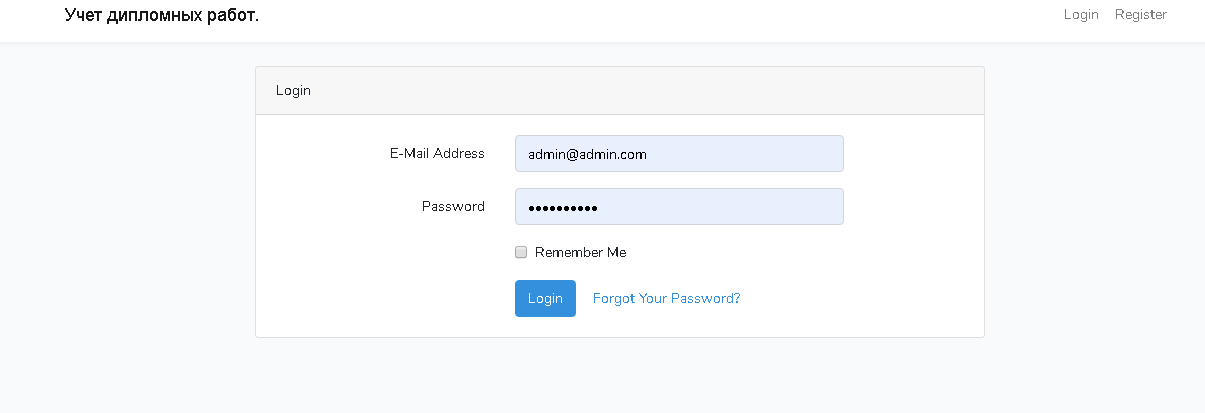 Учет дипломных работ.
Login Register
Login
E-Mail Address admin@admin.com
Password ••••••••••
Remember Me
Login Forgot Your Password?